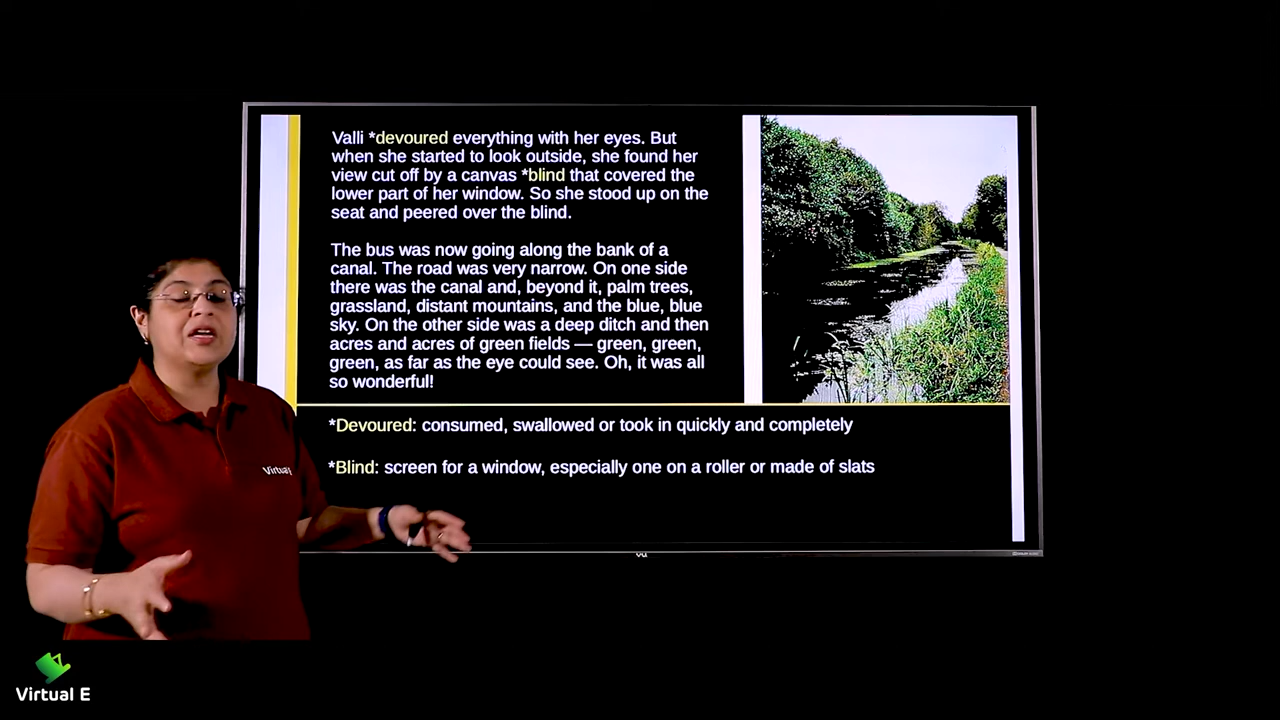 Valli *devoured everything with her eyes. But
when she started to look outside, she found her
view cut off by a canvas *blind that covered the
lower part of her window. So she stood up on the
seat and peered over the blind.
The bus was now going along the bank of a
canal. The road was very narrow. On one side
there was the canal and, beyond it, palm trees,
grassland, distant mountains, and the blue, blue
sky. On the other side was a deep ditch and then
acres and acres of green fields — green, green,
green, as far as the eye could see. Oh, it was all
so wonderful!
*Devoured: consumed, swallowed or took in quickly and completely
*Blind: screen for a window, especially one on a roller or made of slats
Virtual E
Virtual E